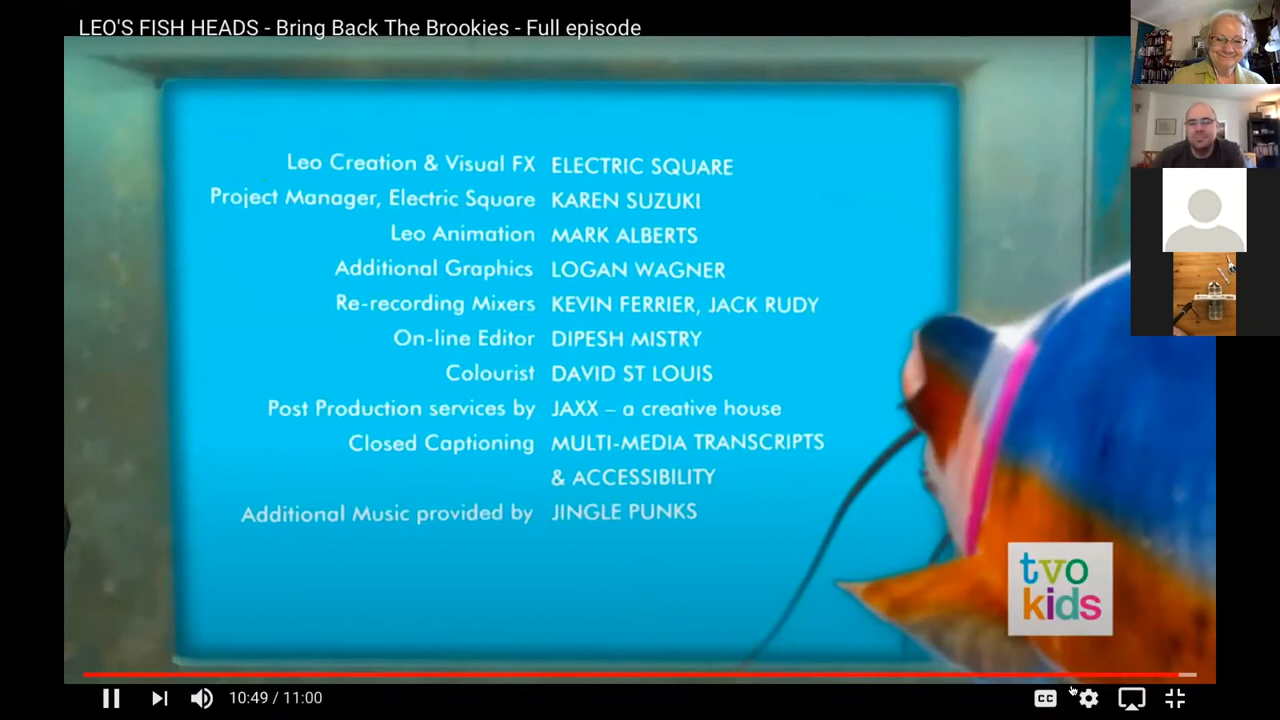 LEO'S FISH HEADS - Bring Back The Brookies - Full episode
Leo Creation & Visual FX ELECTRIC SQUARE
Project Manager, Electric Square KAREN SUZUKI
Leo Animation MARK ALBERTS
Additional Graphics LOGAN WAGNER
Re-recording Mixers KEVIN FERRIER, JACK RUDY
On-line Editor DIPESH MISTRY
Colourist DAVID ST LOUIS
Post Production services by JAXX – a creative house
Closed Captioning MULTI-MEDIA TRANSCRIPTS
& ACCESSIBILITY
Additional Music provided by JINGLE PUNKS
tvo
kids
10:49 / 11:00
CC